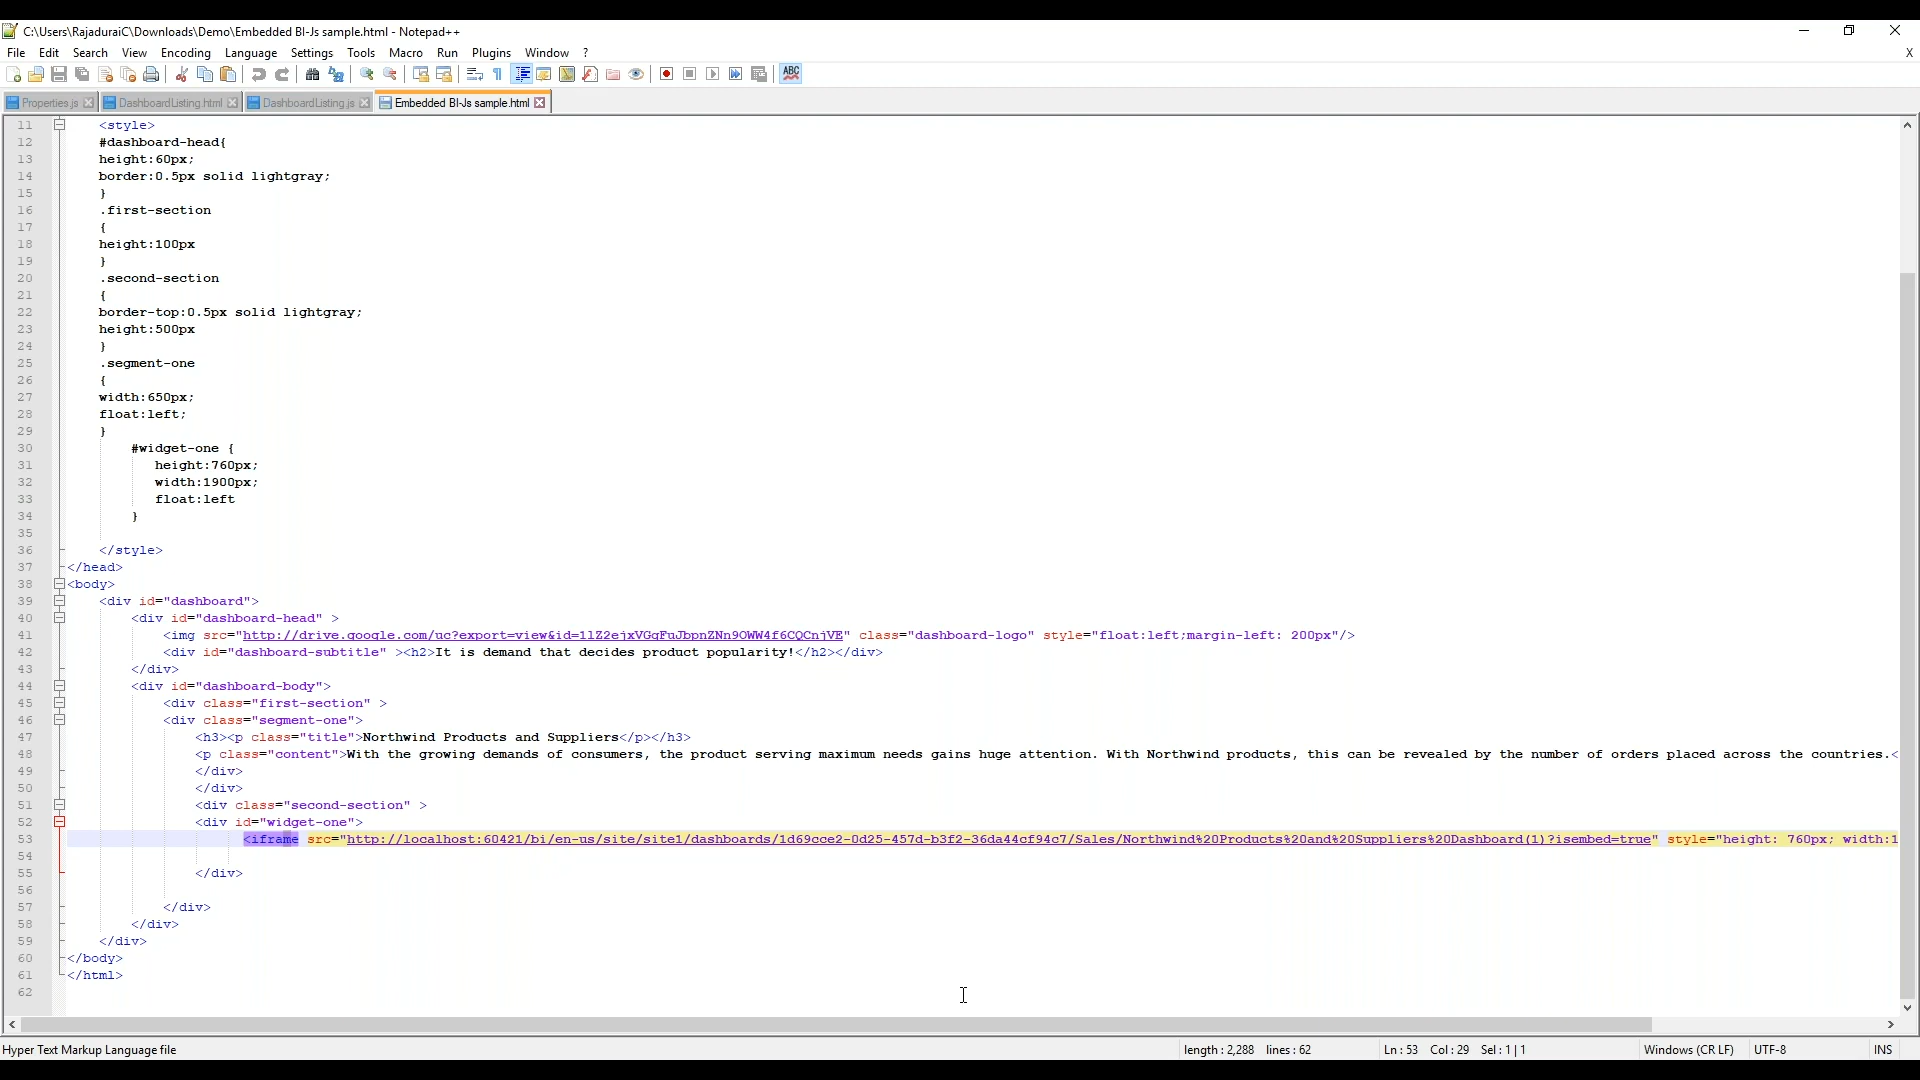 C:\Users\RajaduraiC\Downloads\Demo\Embedded BI-Js sample.html - Notepad++
File Edit Search View Encoding Language Settings Tools Macro Run Plugins Window ? X
ABC
Properties.js DashboardListing.html DashboardListing.js Embedded BI-Js sample.html
11 <style>
12 #dashboard-head{
13 height:60px;
14 border:0.5px solid lightgray;
15 }
16 .first-section
17 {
18 height:100px
19 }
20 .second-section
21 {
22 border-top:0.5px solid lightgray;
23 height:500px
24 }
25 .segment-one
26 {
27 width:650px;
28 float:left;
29 }
30 #widget-one {
31 height:760px;
32 width:1900px;
33 float:left
34 }
35
36 </style>
37 </head>
38 <body>
39 <div id="dashboard">
40 <div id="dashboard-head" >
41 <img src="http://drive.google.com/uc?export=view&id=1lZ2ejxVGqFuJbpnZNn9OWW4f6CQCnjVE" class="dashboard-logo" style="float:left;margin-left: 200px"/>
42 <div id="dashboard-subtitle" ><h2>It is demand that decides product popularity!</h2></div>
43 </div>
44 <div id="dashboard-body">
45 <div class="first-section" >
46 <div class="segment-one">
47 <h3><p class="title">Northwind Products and Suppliers</p></h3>
48 <p class="content">With the growing demands of consumers, the product serving maximum needs gains huge attention. With Northwind products, this can be revealed by the number of orders placed across the countries.<
49 </div>
50 </div>
51 <div class="second-section" >
52 <div id="widget-one">
53 <iframe src="http://localhost:60421/bi/en-us/site/site1/dashboards/1d69cce2-0d25-457d-b3f2-36da44cf94c7/Sales/Northwind%20Products%20and%20Suppliers%20Dashboard(1)?isembed=true" style="height: 760px; width:1
54
55 </div>
56
57 </div>
58 </div>
59 </div>
60 </body>
61 </html>
62
Hyper Text Markup Language file length : 2,288 lines : 62 Ln : 53 Col : 29 Sel : 1 | 1 Windows (CR LF) UTF-8 INS